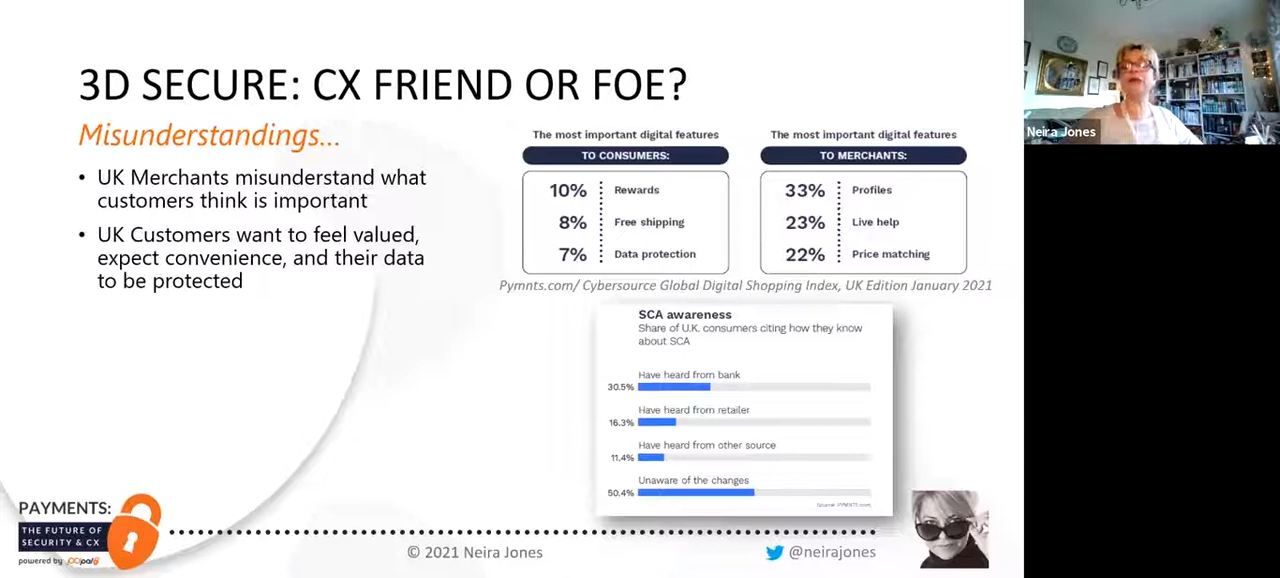 3D SECURE: CX FRIEND OR FOE?
Misunderstandings...
• UK Merchants misunderstand what
customers think is important
• UK Customers want to feel valued,
expect convenience, and their data
to be protected
The most important digital features
TO CONSUMERS:
10% Rewards
8% Free shipping
7% Data protection
The most important digital features
TO MERCHANTS:
33% Profiles
23% Live help
22% Price matching
Pymnts.com/ Cybersource Global Digital Shopping Index, UK Edition January 2021
SCA awareness
Share of U.K. consumers citing how they know
about SCA
Have heard from bank
30.5%
Have heard from retailer
16.3%
Have heard from other source
11.4%
Unaware of the changes
50.4%
Source: PYMNTS.com
PAYMENTS:
THE FUTURE OF
SECURITY & CX
powered by PCIpal
© 2021 Neira Jones
@neirajones
Neira Jones